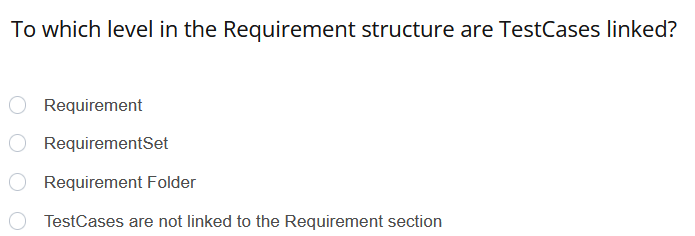 To which level in the Requirement structure are TestCases linked?
Requirement
RequirementSet
Requirement Folder
TestCases are not linked to the Requirement section